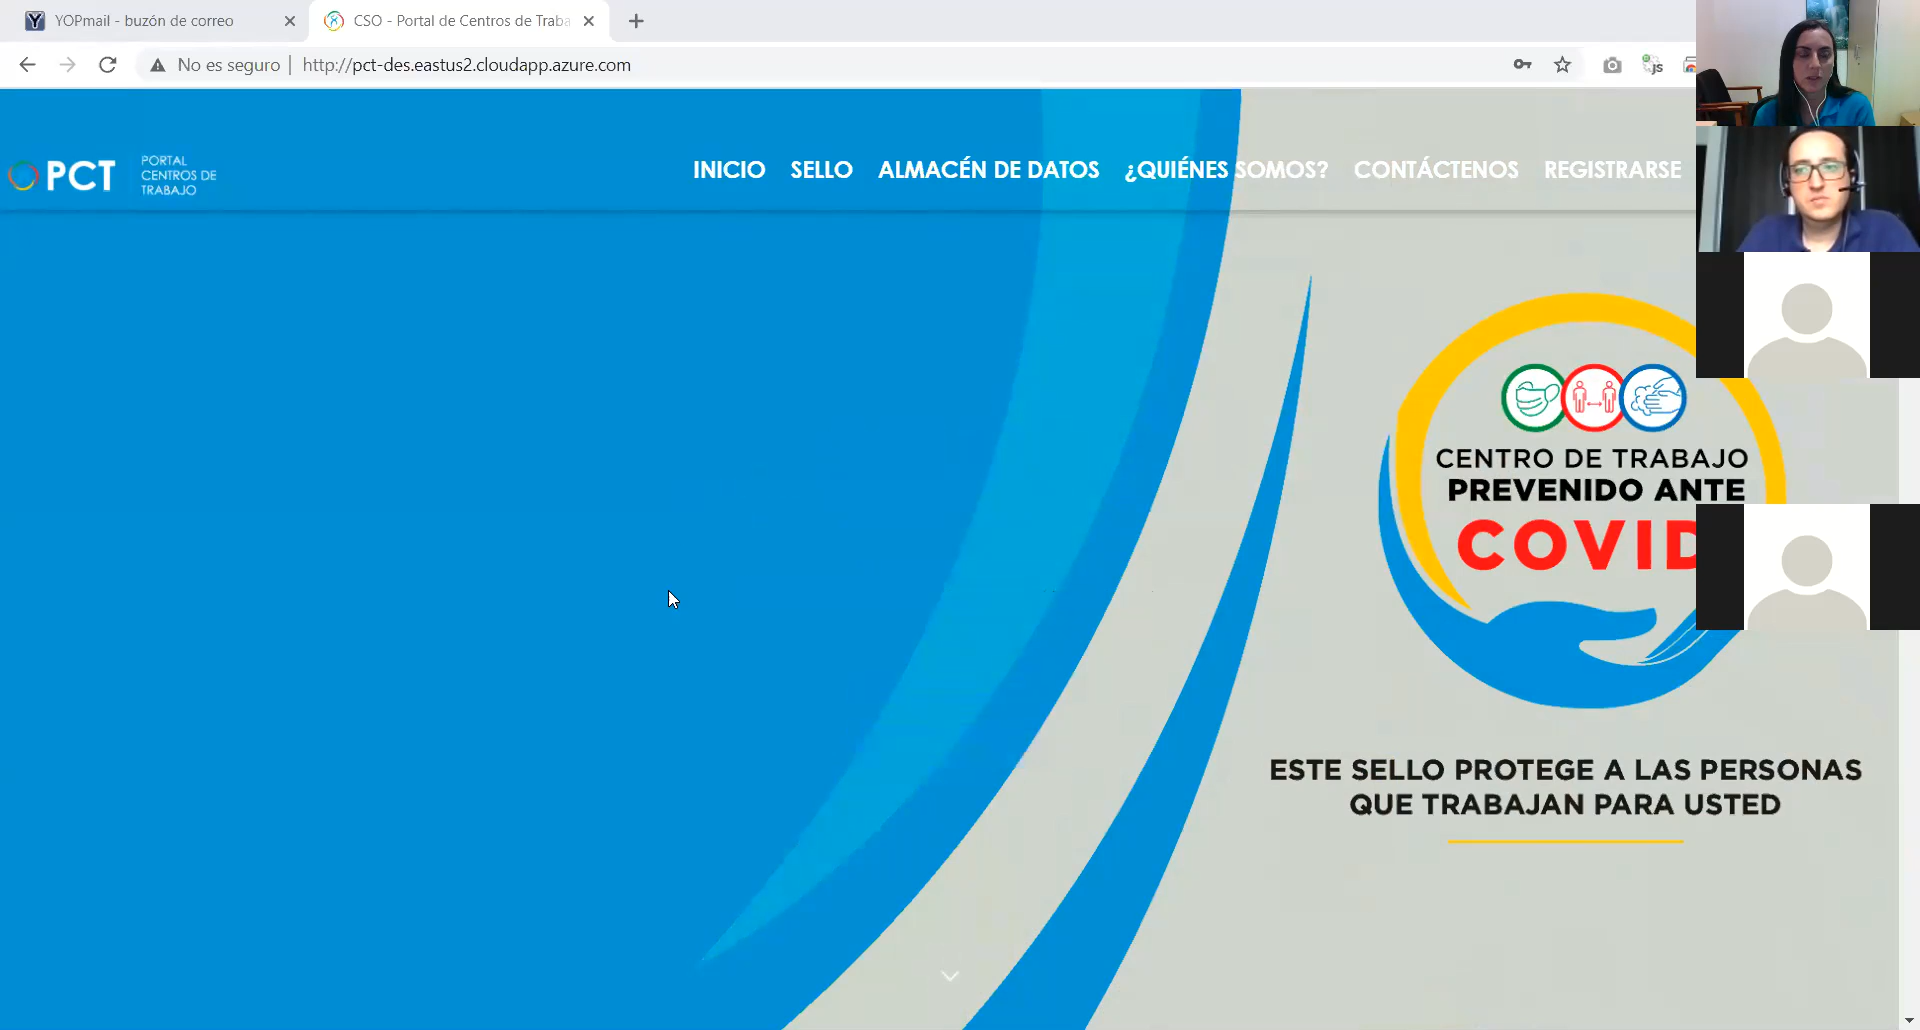 YOPmail - buzón de correo
CSO - Portal de Centros de Traba
No es seguro | http://pct-des.eastus2.cloudapp.azure.com
JS
PCT
PORTAL
CENTROS DE
TRABAJO
INICIO SELLO ALMACÉN DE DATOS ¿QUIÉNES SOMOS? CONTÁCTENOS REGISTRARSE
CENTRO DE TRABAJO
PREVENIDO ANTE
COVID
ESTE SELLO PROTEGE A LAS PERSONAS
QUE TRABAJAN PARA USTED